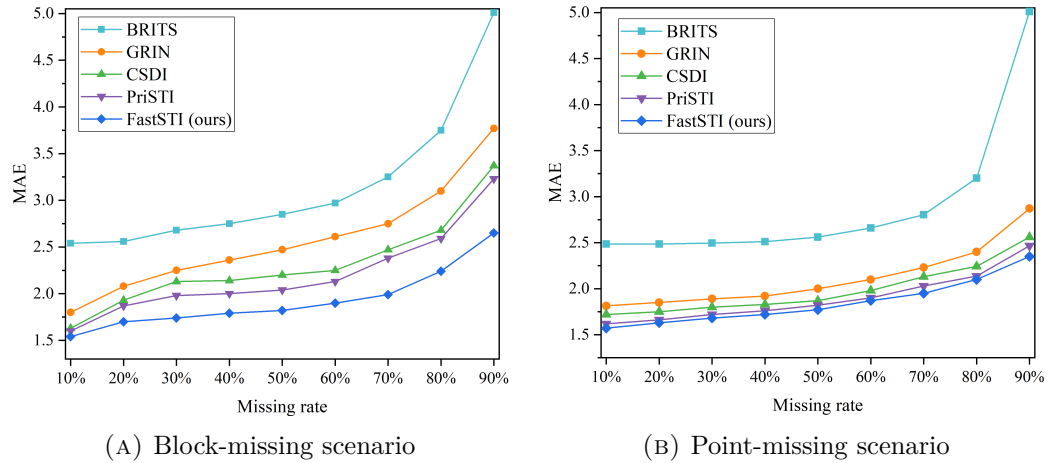 5.0
4.5
4.0
3.5
3.0
2.5
2.0
1.5
MAE
BRITS
GRIN
CSDI
PriSTI
FastSTI (ours)
10% 20% 30% 40% 50% 60% 70% 80% 90%
Missing rate
(A) Block-missing scenario
5.0
4.5
4.0
3.5
3.0
2.5
2.0
1.5
MAE
BRITS
GRIN
CSDI
PriSTI
FastSTI (ours)
10% 20% 30% 40% 50% 60% 70% 80% 90%
Missing rate
(B) Point-missing scenario